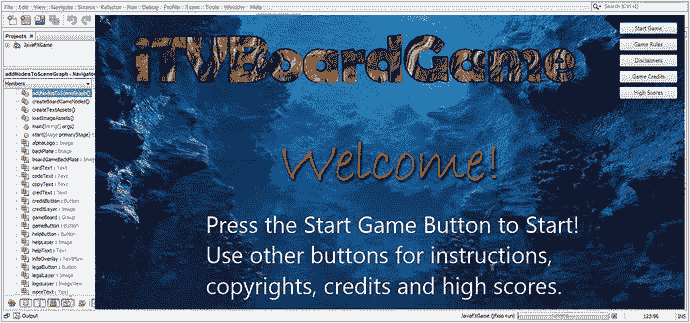 File Edit View Navigate Source Refactor Run Debug Profile Team Tools Window Help
Search (Ctrl+I)
Projects
JavaFXGame
addNodesToSceneGraph - Navigator
Members
addNodesToSceneGraph()
createBoardGameNodes()
createTextAssets()
loadImageAssets()
main(String[] args)
start(Stage primaryStage)
alphaLogo : Image
backPlate : Image
boardGameBackPlate : Image
cardText : Text
codeText : Text
copyText : Text
credText : Text
creditButton : Button
creditLayer : Image
gameBoard : Group
gameButton : Button
helpButton : Button
helpLayer : Image
helpText : Text
infoOverlay : TextFlow
legalButton : Button
legalLayer : Image
logoLayer : ImageView
moreText : Text
Output
iTVBoardGame
Welcome!
Press the Start Game Button to Start!
Use other buttons for instructions,
copyrights, credits and high scores.
Start Game
Game Rules
Disclaimers
Game Credits
High Scores
JavaFXGame (jfxsa-run)
123:96
INS